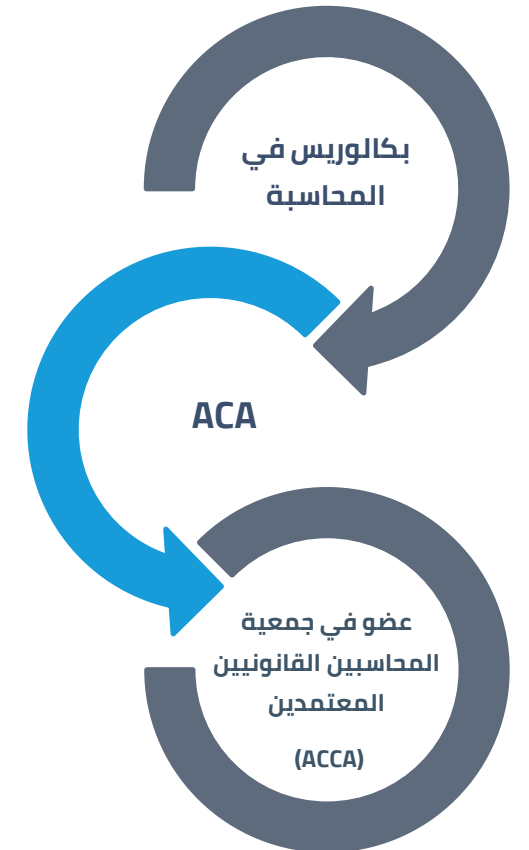 بكالوريس في
المحاسبة
ACA
عضو في جمعية
المحاسبين القانونيين
المعتمدين
(ACCA)